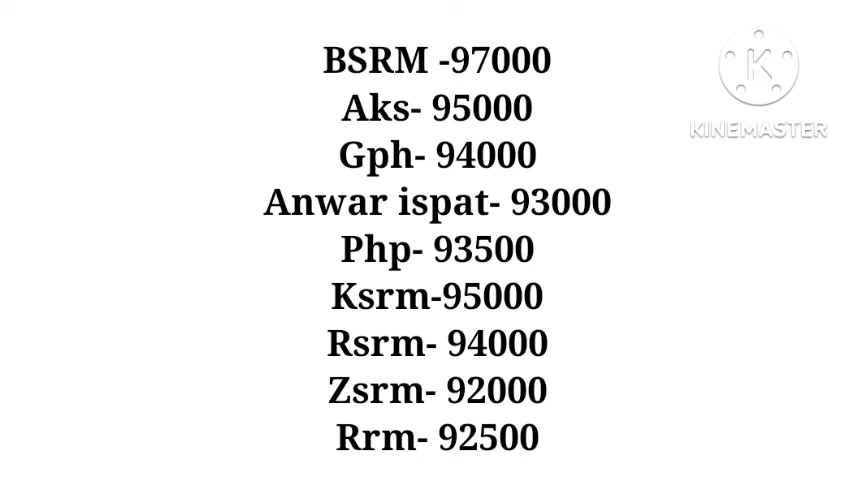 BSRM -97000
Aks- 95000
Gph- 94000
Anwar ispat- 93000
Php- 93500
Ksrm-95000
Rsrm- 94000
Zsrm- 92000
Rrm- 92500
K
KINEMASTER